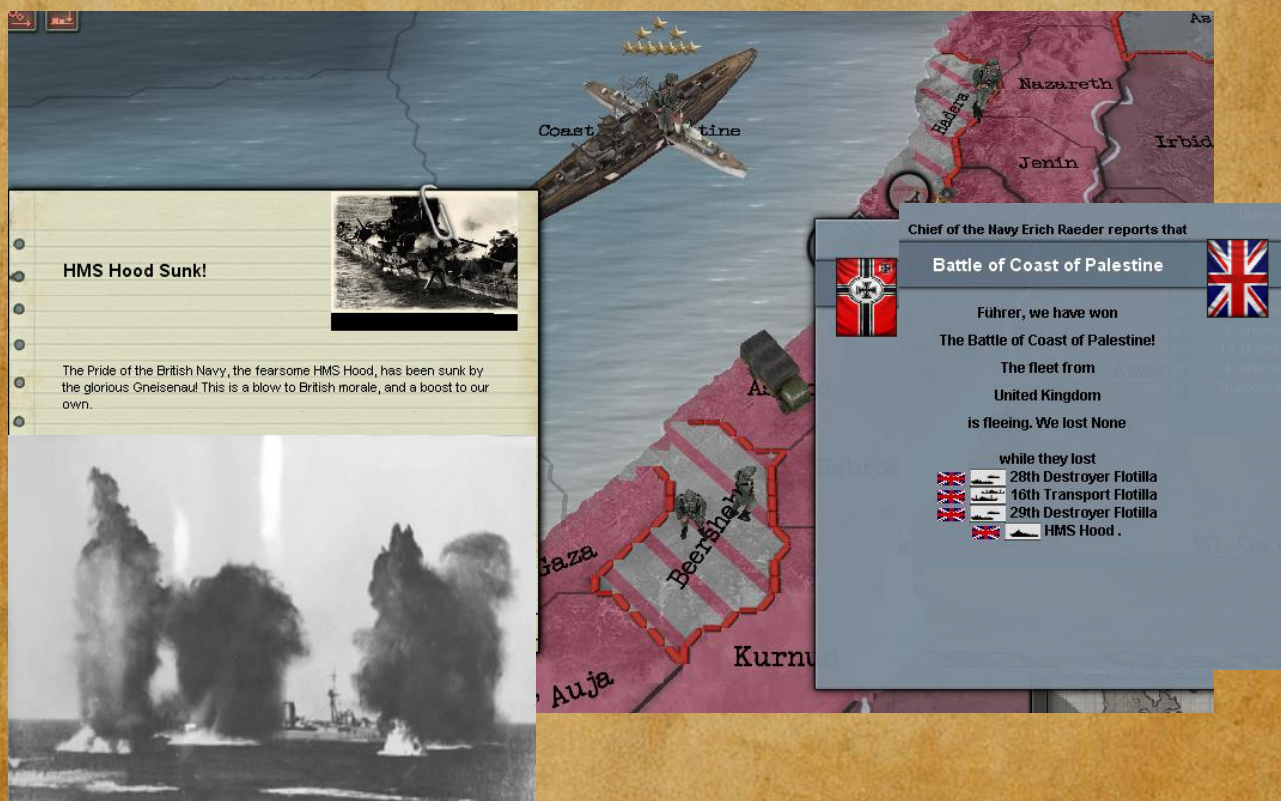 As
Nazareth
Hadera
Coast
tine
Irbid
Jenin
HMS Hood Sunk!
The Pride of the British Navy, the fearsome HMS Hood, has been sunk by
the glorious Gneisenau! This is a blow to British morale, and a boost to our
own.
Chief of the Navy Erich Raeder reports that
Battle of Coast of Palestine
Führer, we have won
The Battle of Coast of Palestine!
The fleet from
United Kingdom
is fleeing. We lost None
while they lost
28th Destroyer Flotilla
16th Transport Flotilla
29th Destroyer Flotilla
HMS Hood .
Gaza
Beersheba
Kurnu
Auja